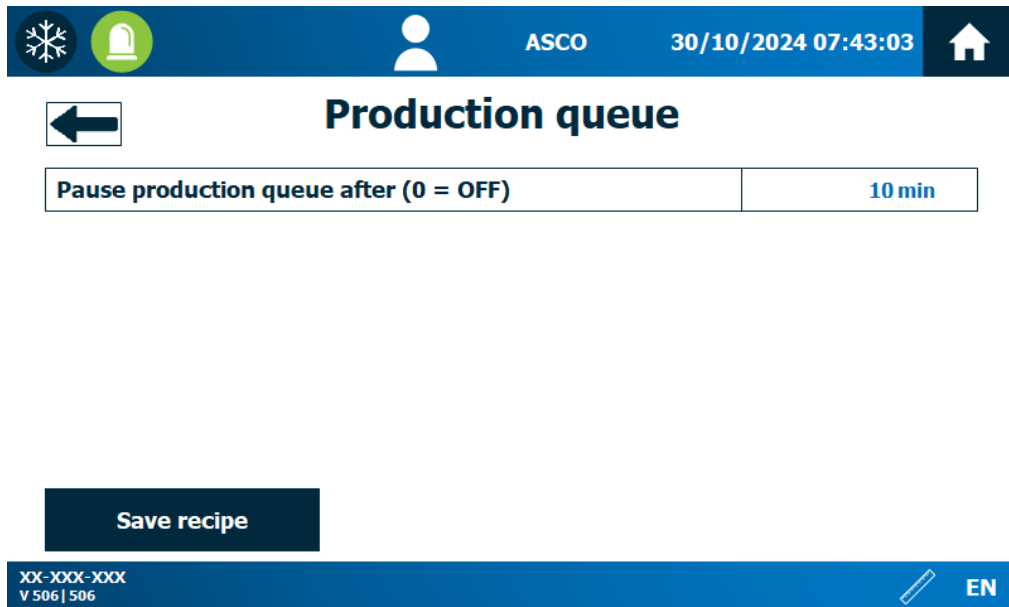 ASCO 30/10/2024 07:43:03
Production queue
Pause production queue after (0 = OFF) 10 min
Save recipe
XX-XXX-XXX
V 506 | 506
EN